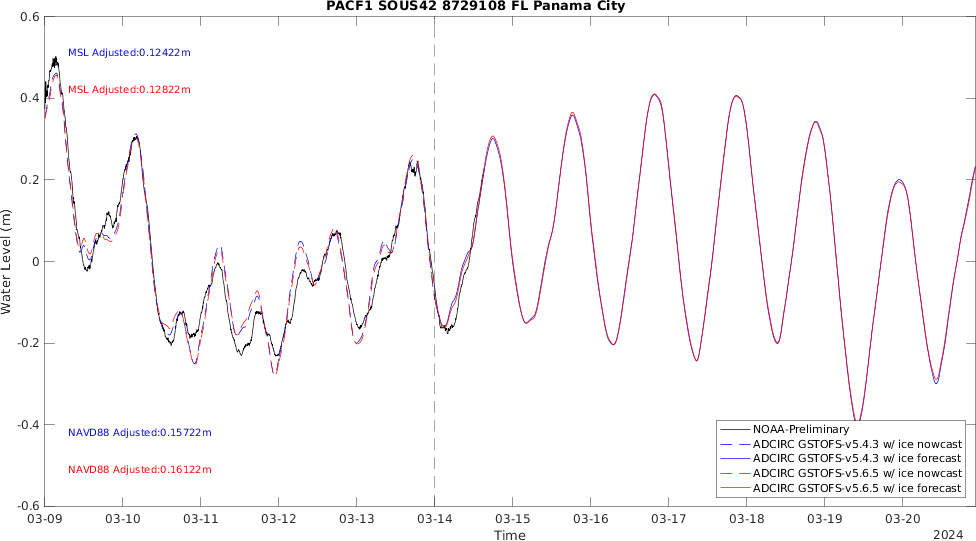 PACF1 SOUS42 8729108 FL Panama City
0.6
MSL Adjusted:0.12422m
MSL Adjusted:0.12822m
0.4
0.2
Water Level (m)
0
-0.2
-0.4
NAVD88 Adjusted:0.15722m
NAVD88 Adjusted:0.16122m
NOAA-Preliminary
ADCIRC GSTOFS-v5.4.3 w/ ice nowcast
ADCIRC GSTOFS-v5.4.3 w/ ice forecast
ADCIRC GSTOFS-v5.6.5 w/ ice nowcast
ADCIRC GSTOFS-v5.6.5 w/ ice forecast
-0.6
03-09 03-10 03-11 03-12 03-13 03-14 03-15 03-16 03-17 03-18 03-19 03-20
Time
2024